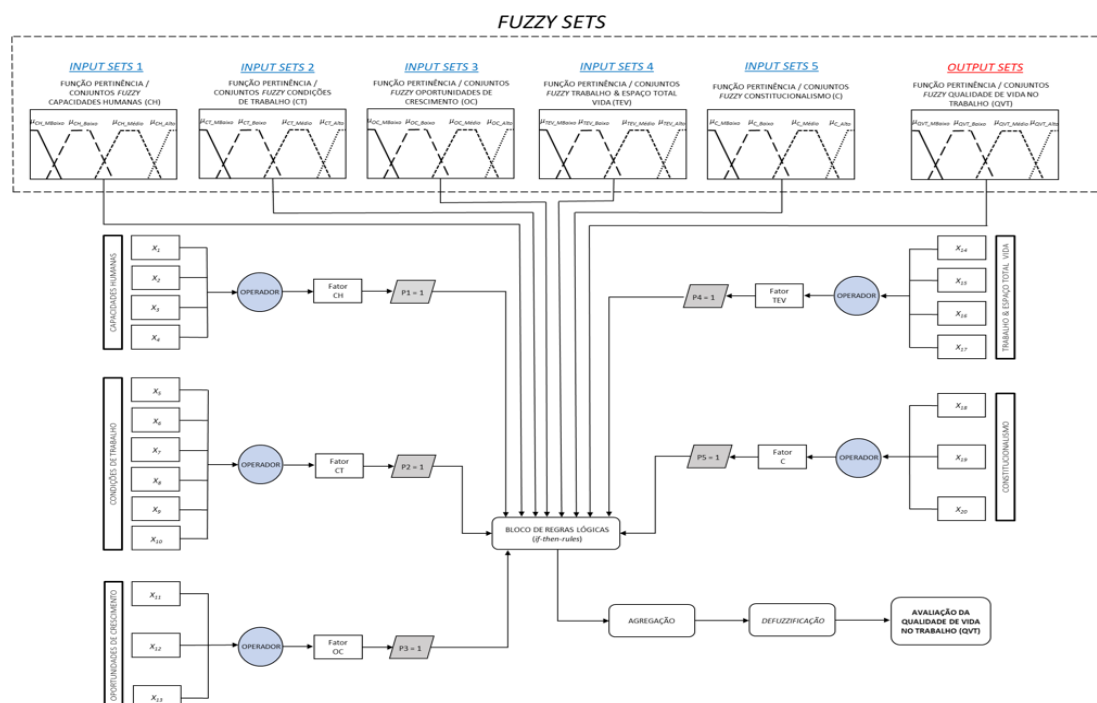 FUZZY SETS
INPUT SETS 1
FUNÇÃO PERTINÊNCIA /
CONJUNTOS FUZZY
CAPACIDADES HUMANAS (CH)
μCH_MBaixo μCH_Baixo μCH_Médio μCH_Alto
INPUT SETS 2
FUNÇÃO PERTINÊNCIA /
CONJUNTOS FUZZY CONDIÇÕES
DE TRABALHO (CT)
μCT_MBaixo μCT_Baixo μCT_Médio μCT_Alto
INPUT SETS 3
FUNÇÃO PERTINÊNCIA / CONJUNTOS
FUZZY OPORTUNIDADES DE
CRESCIMENTO (OC)
μOC_MBaixo μOC_Baixo μOC_Médio μOC_Alto
INPUT SETS 4
FUNÇÃO PERTINÊNCIA / CONJUNTOS
FUZZY TRABALHO & ESPAÇO TOTAL
VIDA (TEV)
μTEV_MBaixo μTEV_Baixo μTEV_Médio μTEV_Alto
INPUT SETS 5
FUNÇÃO PERTINÊNCIA / CONJUNTOS
FUZZY CONSTITUCIONALISMO (C)
μC_MBaixo μC_Baixo μC_Médio μC_Alto
OUTPUT SETS
FUNÇÃO PERTINÊNCIA / CONJUNTOS
FUZZY QUALIDADE DE VIDA NO
TRABALHO (QVT)
μQVT_MBaixo μQVT_Baixo μQVT_Médio μQVT_Alto
CAPACIDADES HUMANAS
X1
X2
X3
X4
OPERADOR
Fator
CH
P1 = 1
CONDIÇÕES DE TRABALHO
X5
X6
X7
X8
X9
X10
OPERADOR
Fator
CT
P2 = 1
OPORTUNIDADES DE CRESCIMENTO
X11
X12
X13
OPERADOR
Fator
OC
P3 = 1
P4 = 1
Fator
TEV
OPERADOR
X14
X15
X16
X17
TRABALHO & ESPAÇO TOTAL VIDA
P5 = 1
Fator
C
OPERADOR
X18
X19
X20
CONSTITUCIONALISMO
BLOCO DE REGRAS LÓGICAS
(if-then-rules)
AGREGAÇÃO
DEFUZZIFICAÇÃO
AVALIAÇÃO DA
QUALIDADE DE VIDA
NO TRABALHO (QVT)